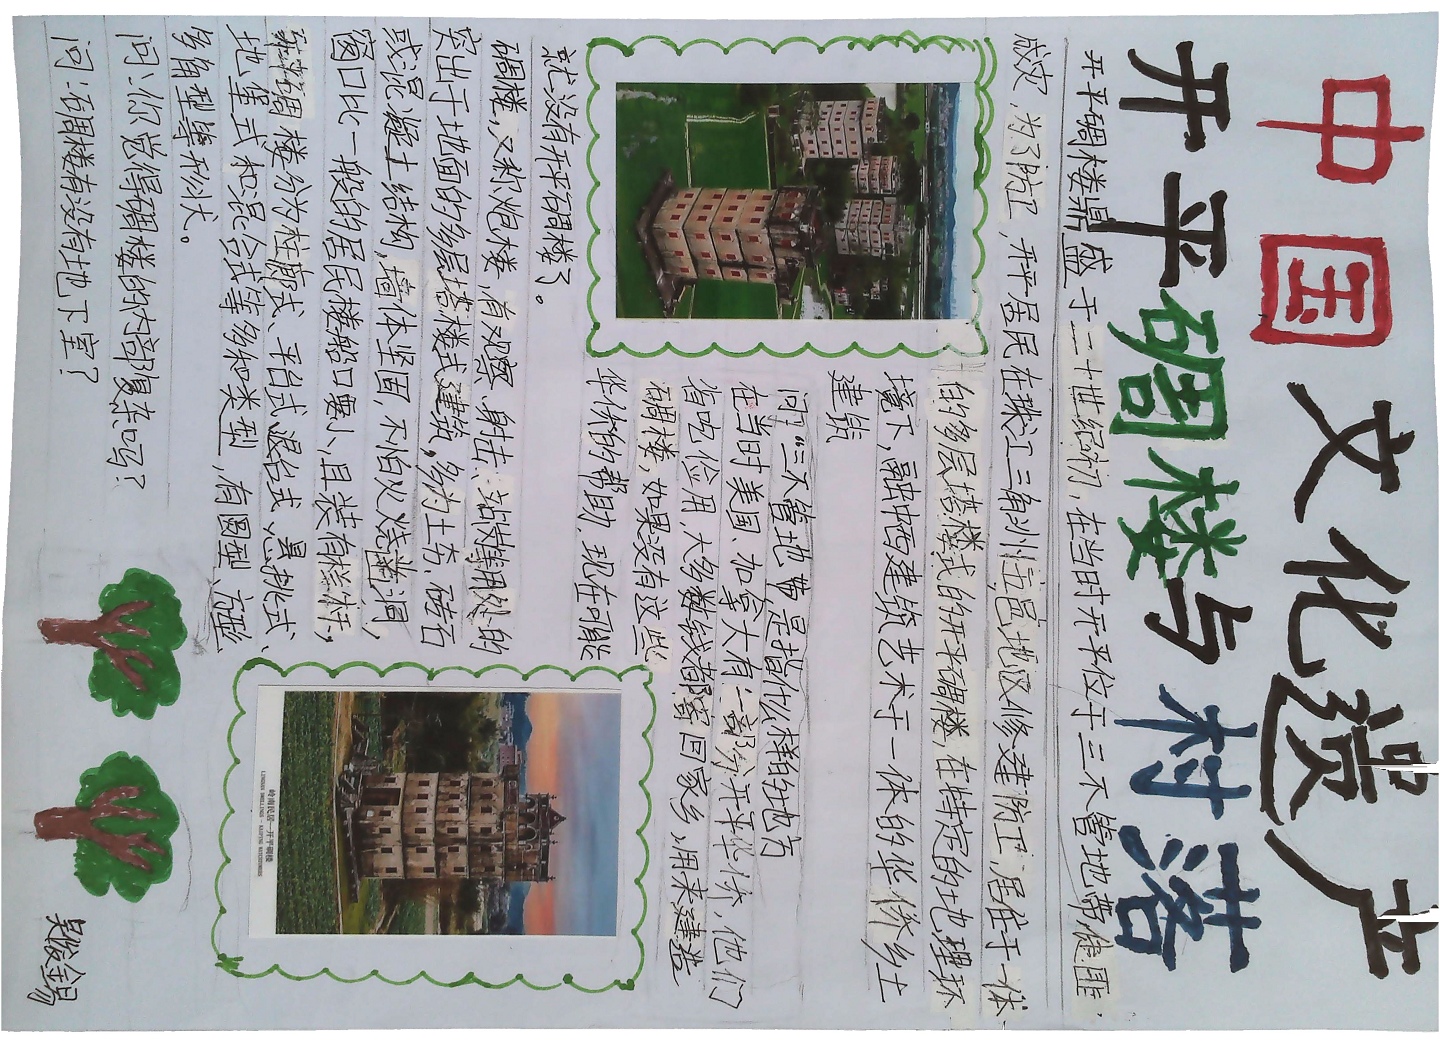 中国文化遗产
开平碉楼与村落
开平碉楼鼎盛于二十世纪初,在当时开平位于三不管地带,匪
成灾,为了防卫,开平居民在珠江三角洲五邑地区修建防卫,居住于一体
的多层塔楼式的开平碉楼,在特定的地理环
境下,融中西建筑艺术于一体的华侨乡土
建筑
问:“三不管地带,是指什么样的地方
在当时美国、加拿大有一部分开平华侨,他们
省吃俭用,大多数钱都寄回家乡,用来建造
碉楼,如果没有这些
华侨的帮助,现在可能
就没有开平碉楼了。
碉楼,又称炮楼,有观察、射击、站岗等用处的
突出于地面的多层塔楼式建筑,多为土夯、砖石
或混凝土结构,墙体坚固,不怕火烧凿洞,
窗口比一般的居民楼船口要小,且装有栏杆,
碉楼分为柱廊式、平台式、退台式、悬挑式、
地堡式和混合式等多和类型,有圆型、方型、
多角型等形状。
问:你觉得碉楼的内部复杂吗?
问:碉楼有没有地下室?
岭南民居—开平碉楼
LINGNAN DWELLINGS - KAIPING WATCHTOWERS